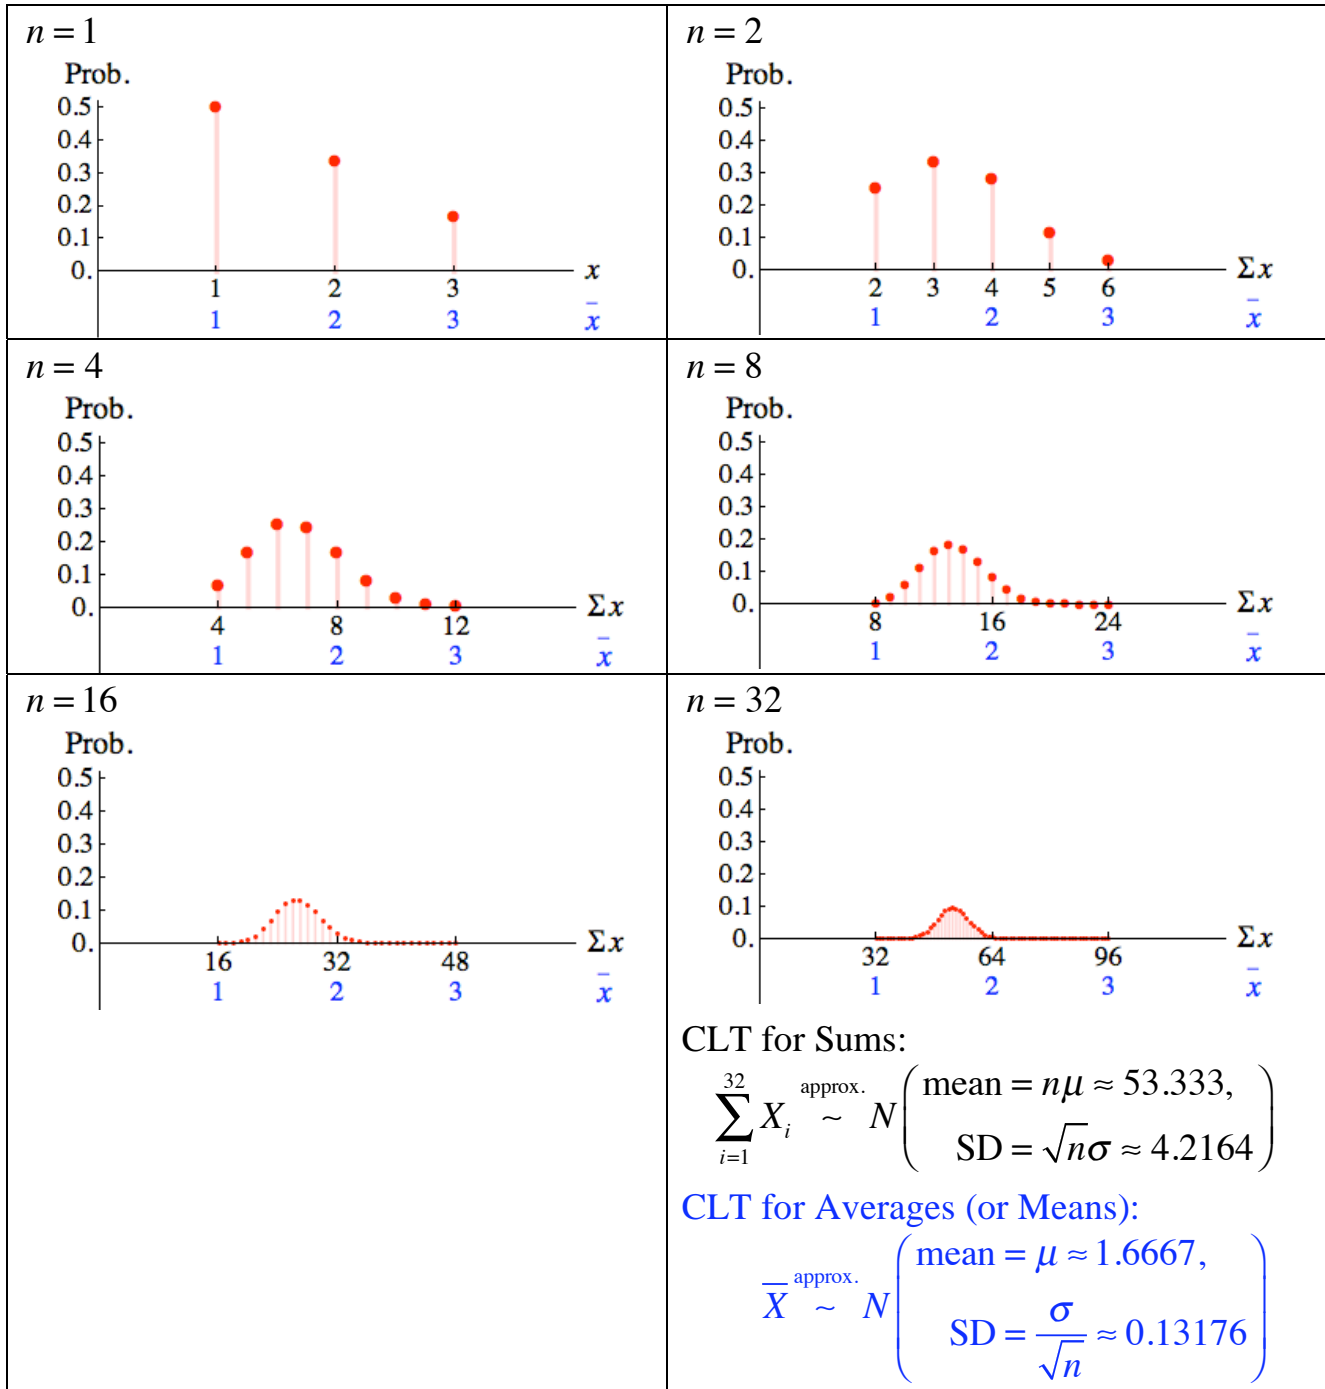 n = 1
Prob.
0.5
0.4
0.3
0.2
0.1
0.
1 2 3 x
1 2 3 x̄
n = 2
Prob.
0.5
0.4
0.3
0.2
0.1
0.
2 3 4 5 6 Σx
1 2 3 x̄
n = 4
Prob.
0.5
0.4
0.3
0.2
0.1
0.
4 8 12 Σx
1 2 3 x̄
n = 8
Prob.
0.5
0.4
0.3
0.2
0.1
0.
8 16 24 Σx
1 2 3 x̄
n = 16
Prob.
0.5
0.4
0.3
0.2
0.1
0.
16 32 48 Σx
1 2 3 x̄
n = 32
Prob.
0.5
0.4
0.3
0.2
0.1
0.
32 64 96 Σx
1 2 3 x̄
CLT for Sums:
32 ∑ i=1 X_i approx. ~ N ( mean = nμ ≈ 53.333,
SD = √n σ ≈ 4.2164 )
CLT for Averages (or Means):
X̄ approx. ~ N ( mean = μ ≈ 1.6667,
SD = σ/√n ≈ 0.13176 )